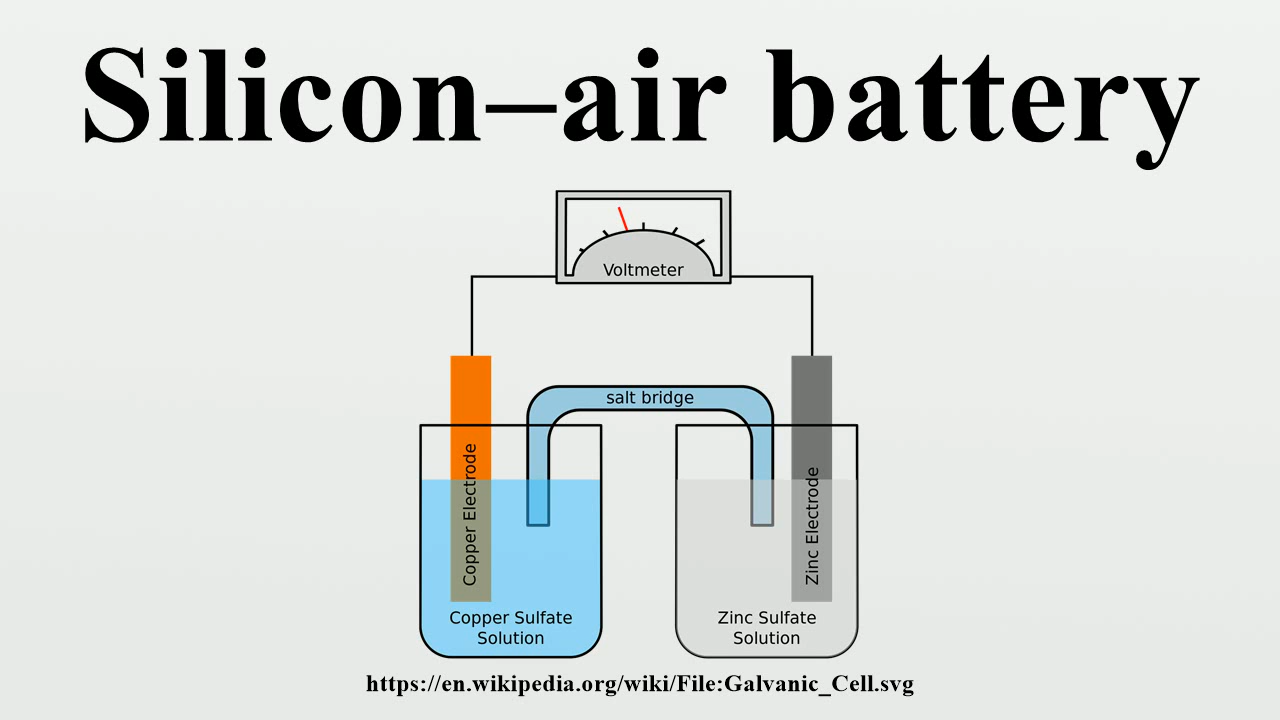 Silicon–air battery
Voltmeter
salt bridge
Copper Electrode
Zinc Electrode
Copper Sulfate
Solution
Zinc Sulfate
Solution
https://en.wikipedia.org/wiki/File:Galvanic_Cell.svg